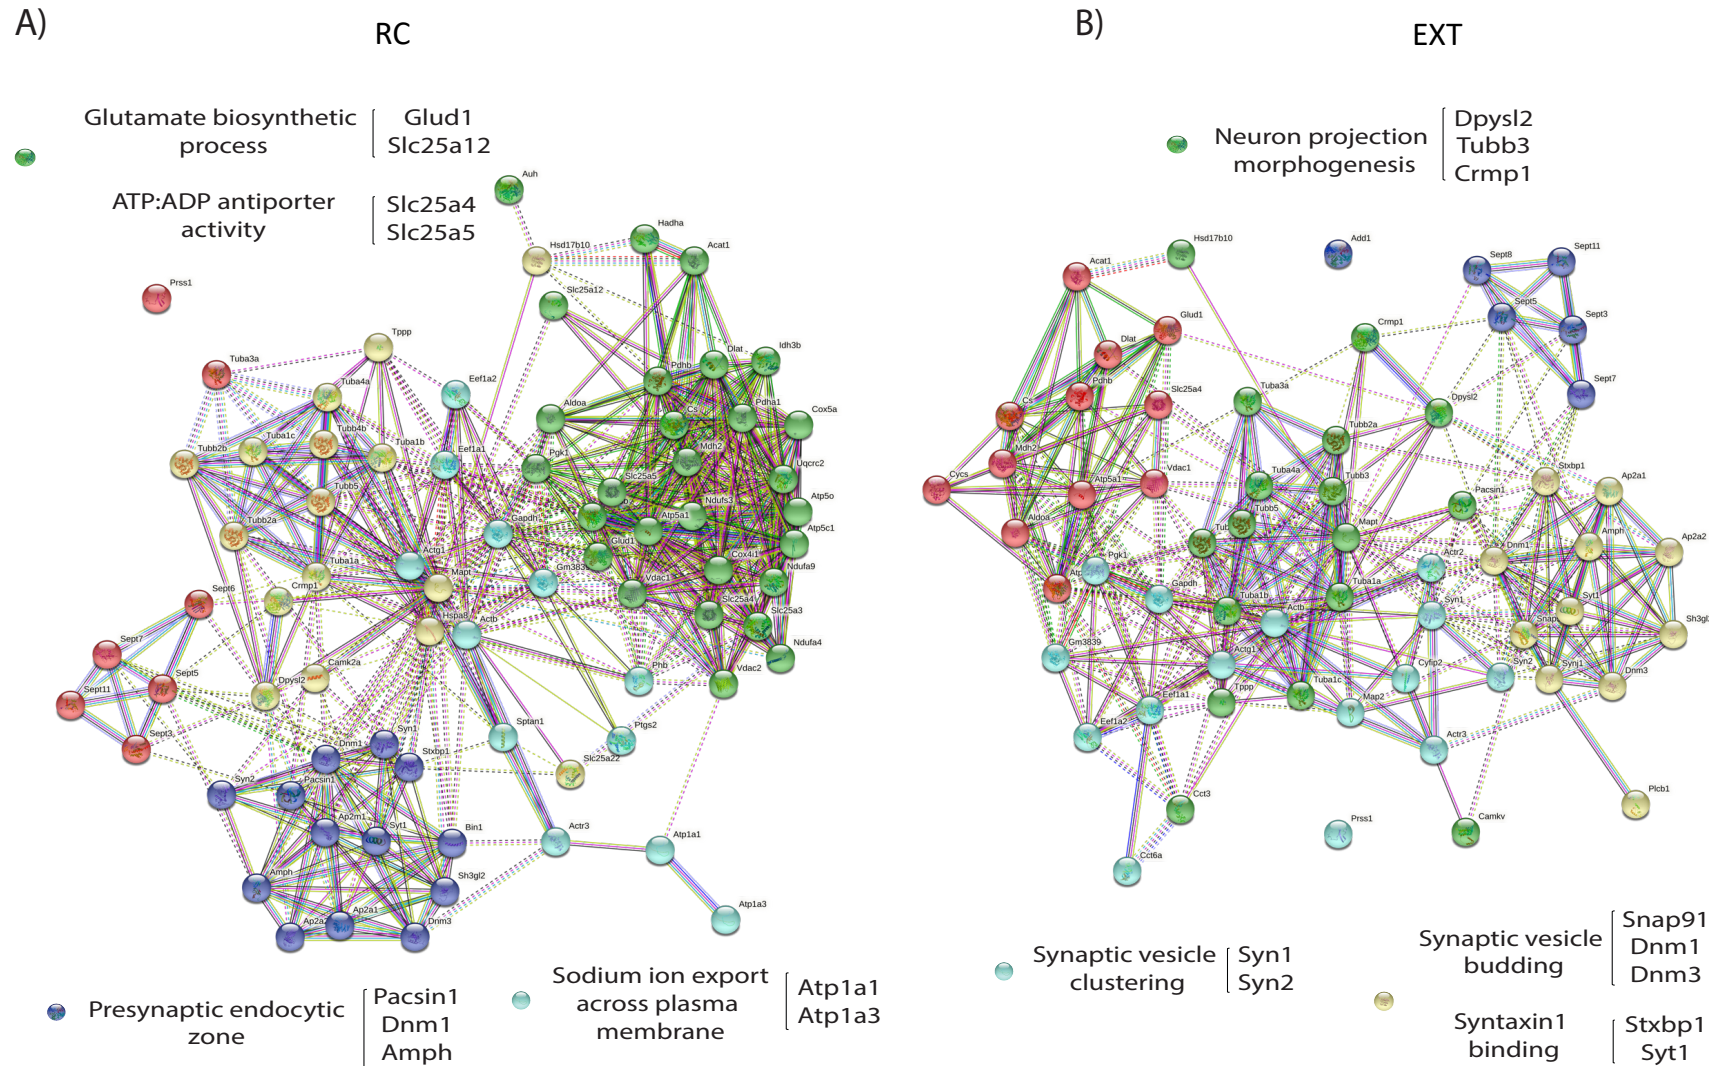 A)
RC
Glutamate biosynthetic
process
Glud1
Slc25a12
ATP:ADP antiporter
activity
Slc25a4
Slc25a5
Auh
Hadha
Hsd17b10
Acat1
Prss1
Slc25a12
Tppp
Tuba3a
Eef1a2
Dlat
Idh3b
Pdhb
Tuba4a
Aldoa
Pdha1
Cox5a
Cs
Tubb4b
Tuba1c
Tuba1b
Tubb2b
Eef1a1
Mdh2
Pgk1
Uqcrc2
Slc25a5
Tubb5
Ndufs3
Atp5o
Tubb2a
Gapdh
Atp5a1
Atp5c1
Actg1
Glud1
Cox4i1
Tuba1a
Mapt
Gm383
Vdac1
Ndufa9
Crmp1
Sept6
Slc25a4
Slc25a3
Hspa8
Actb
Ndufa4
Sept7
Camk2a
Phb
Vdac2
Sept5
Sept11
Dpysl2
Sept3
Sptan1
Ptgs2
Syn1
Dnm1
Stxbp1
Slc25a22
Syn2
Pacsin1
Ap2m1
Syt1
Bin1
Actr3
Atp1a1
Amph
Sh3gl2
Ap2a2
Ap2a1
Dnm3
Atp1a3
Presynaptic endocytic
zone
Pacsin1
Dnm1
Amph
Sodium ion export
across plasma
membrane
Atp1a1
Atp1a3
B)
EXT
Neuron projection
morphogenesis
Dpysl2
Tubb3
Crmp1
Hsd17b10
Add1
Acat1
Sept8
Sept11
Sept5
Sept3
Glud1
Crmp1
Dlat
Sept7
Pdhb
Slc25a4
Tuba3a
Dpysl2
Cs
Tubb2a
Mdh2
Vdac1
Tuba4a
Tubb3
Stxbp1
Ap2a1
Cycs
Atp5a1
Pacsin1
Aldoa
Tubb5
Mapt
Amph
Tub
Dnm1
Ap2a2
Pgk1
Actr2
Atp
Gapdh
Tuba1a
Syt1
Tuba1b
Actb
Syn1
Snap
Sh3gl2
Gm3839
Actg1
Cyfip2
Syn2
Synj1
Dnm3
Eef1a1
Tppp
Tuba1c
Map2
Eef1a2
Actr3
Cct3
Prss1
Camkv
Plcb1
Cct6a
Synaptic vesicle
clustering
Syn1
Syn2
Synaptic vesicle
budding
Snap91
Dnm1
Dnm3
Syntaxin1
binding
Stxbp1
Syt1